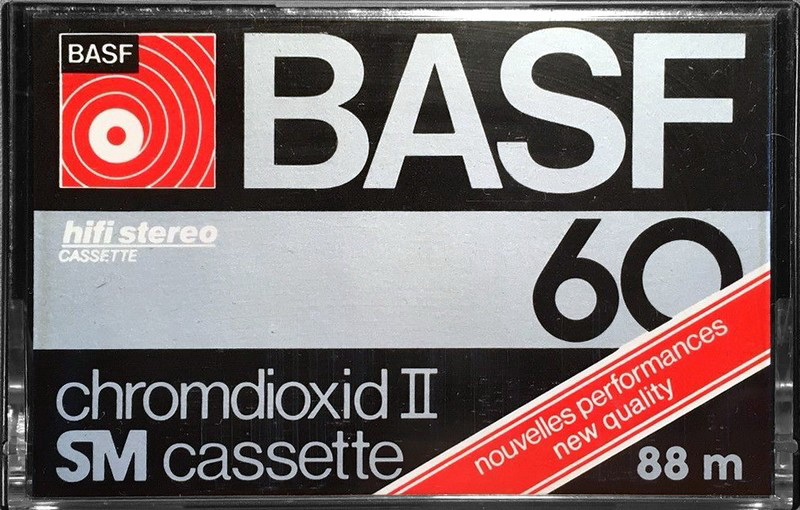 BASF
BASF
hifi stereo
CASSETTE
60
chromdioxid II
SM cassette
nouvelles performances
new quality
88 m